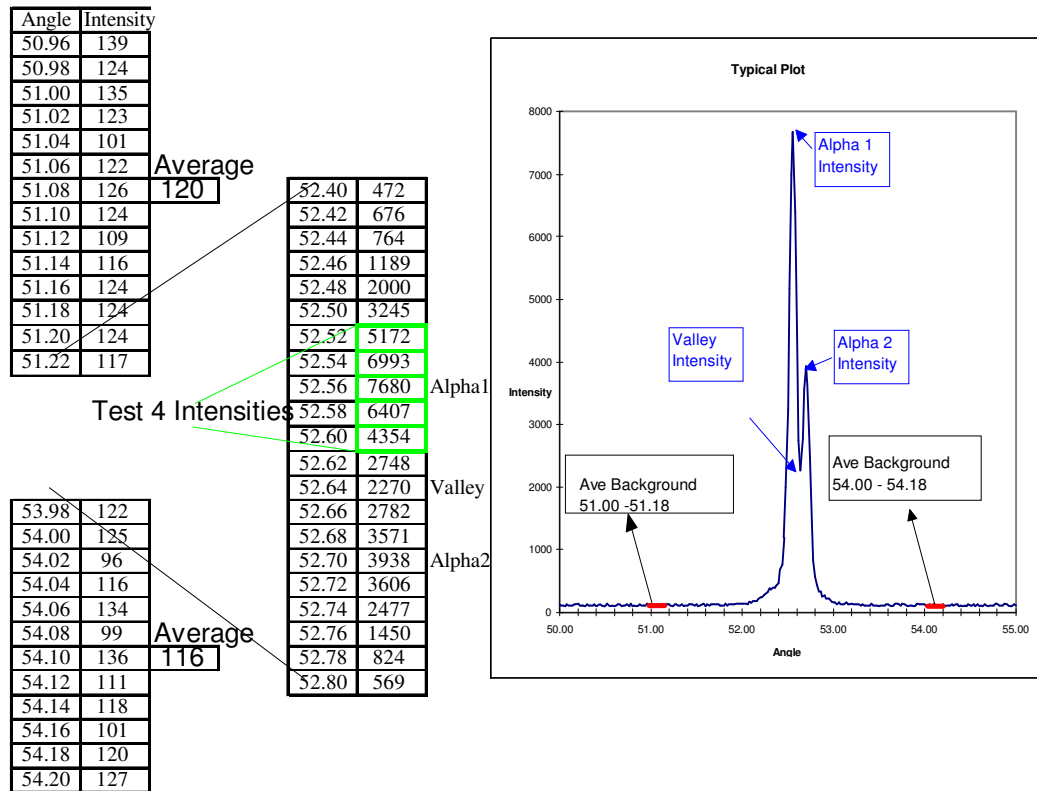 Angle Intensity
50.96 139
50.98 124
51.00 135
51.02 123
51.04 101
51.06 122
51.08 126
51.10 124
51.12 109
51.14 116
51.16 124
51.18 124
51.20 124
51.22 117
Average
120
53.98 122
54.00 125
54.02 96
54.04 116
54.06 134
54.08 99
54.10 136
54.12 111
54.14 118
54.16 101
54.18 120
54.20 127
Average
116
Test 4 Intensities
52.40 472
52.42 676
52.44 764
52.46 1189
52.48 2000
52.50 3245
52.52 5172
52.54 6993
52.56 7680 Alpha1
52.58 6407
52.60 4354
52.62 2748
52.64 2270 Valley
52.66 2782
52.68 3571
52.70 3938 Alpha2
52.72 3606
52.74 2477
52.76 1450
52.78 824
52.80 569
Typical Plot
8000
7000
6000
5000
4000
3000
2000
1000
0
Intensity
Alpha 1
Intensity
Valley
Intensity
Alpha 2
Intensity
Ave Background
51.00 -51.18
Ave Background
54.00 - 54.18
50.00 51.00 52.00 53.00 54.00 55.00
Angle